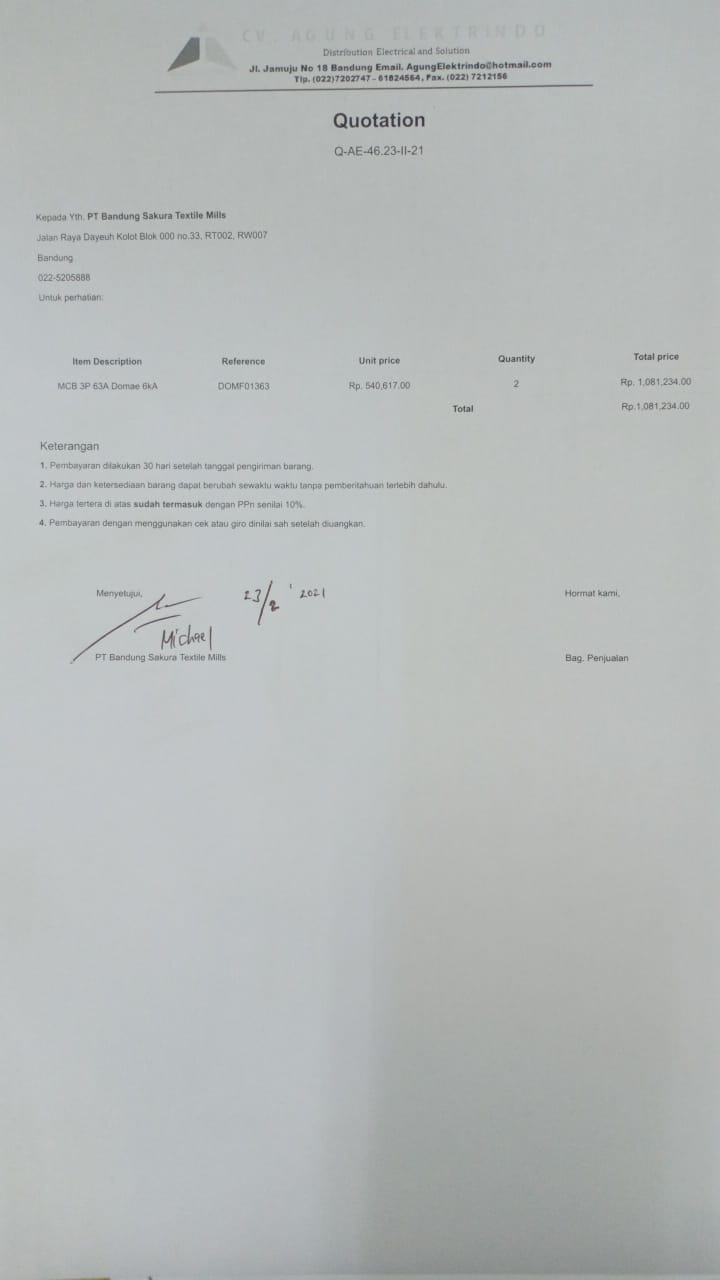 CV. AGUNG ELEKTRINDO
Distribution Electrical and Solution
Jl. Jamuju No 18 Bandung Email. AgungElektrindo@hotmail.com
Tlp. (022)7202747 - 61624564, Fax. (022) 7212156
Quotation
Q-AE-46.23-II-21
Kepada Yth. PT Bandung Sakura Textile Mills
Jalan Raya Dayeuh Kolot Blok 000 no.33, RT002, RW007
Bandung
022-5205888
Untuk perhatian:
Item Description Reference Unit price Quantity Total price
MCB 3P 63A Domae 6kA DOMF01363 Rp. 540,617.00 2 Rp. 1,081,234.00
Total Rp.1,081,234.00
Keterangan
1. Pembayaran dilakukan 30 hari setelah tanggal pengiriman barang.
2. Harga dan ketersediaan barang dapat berubah sewaktu waktu tanpa pemberitahuan terlebih dahulu.
3. Harga tertera di atas sudah termasuk dengan PPn senilai 10%.
4. Pembayaran dengan menggunakan cek atau giro dinilai sah setelah diuangkan.
Menyetujui, 23/2 ' 2021 Hormat kami,
Michael
PT Bandung Sakura Textile Mills Bag. Penjualan